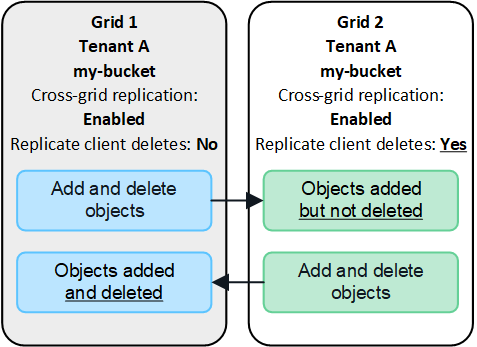 Grid 1
Tenant A
my-bucket
Cross-grid replication:
Enabled
Replicate client deletes: No
Add and delete
objects
Objects added
and deleted
Grid 2
Tenant A
my-bucket
Cross-grid replication:
Enabled
Replicate client deletes: Yes
Objects added
but not deleted
Add and delete
objects